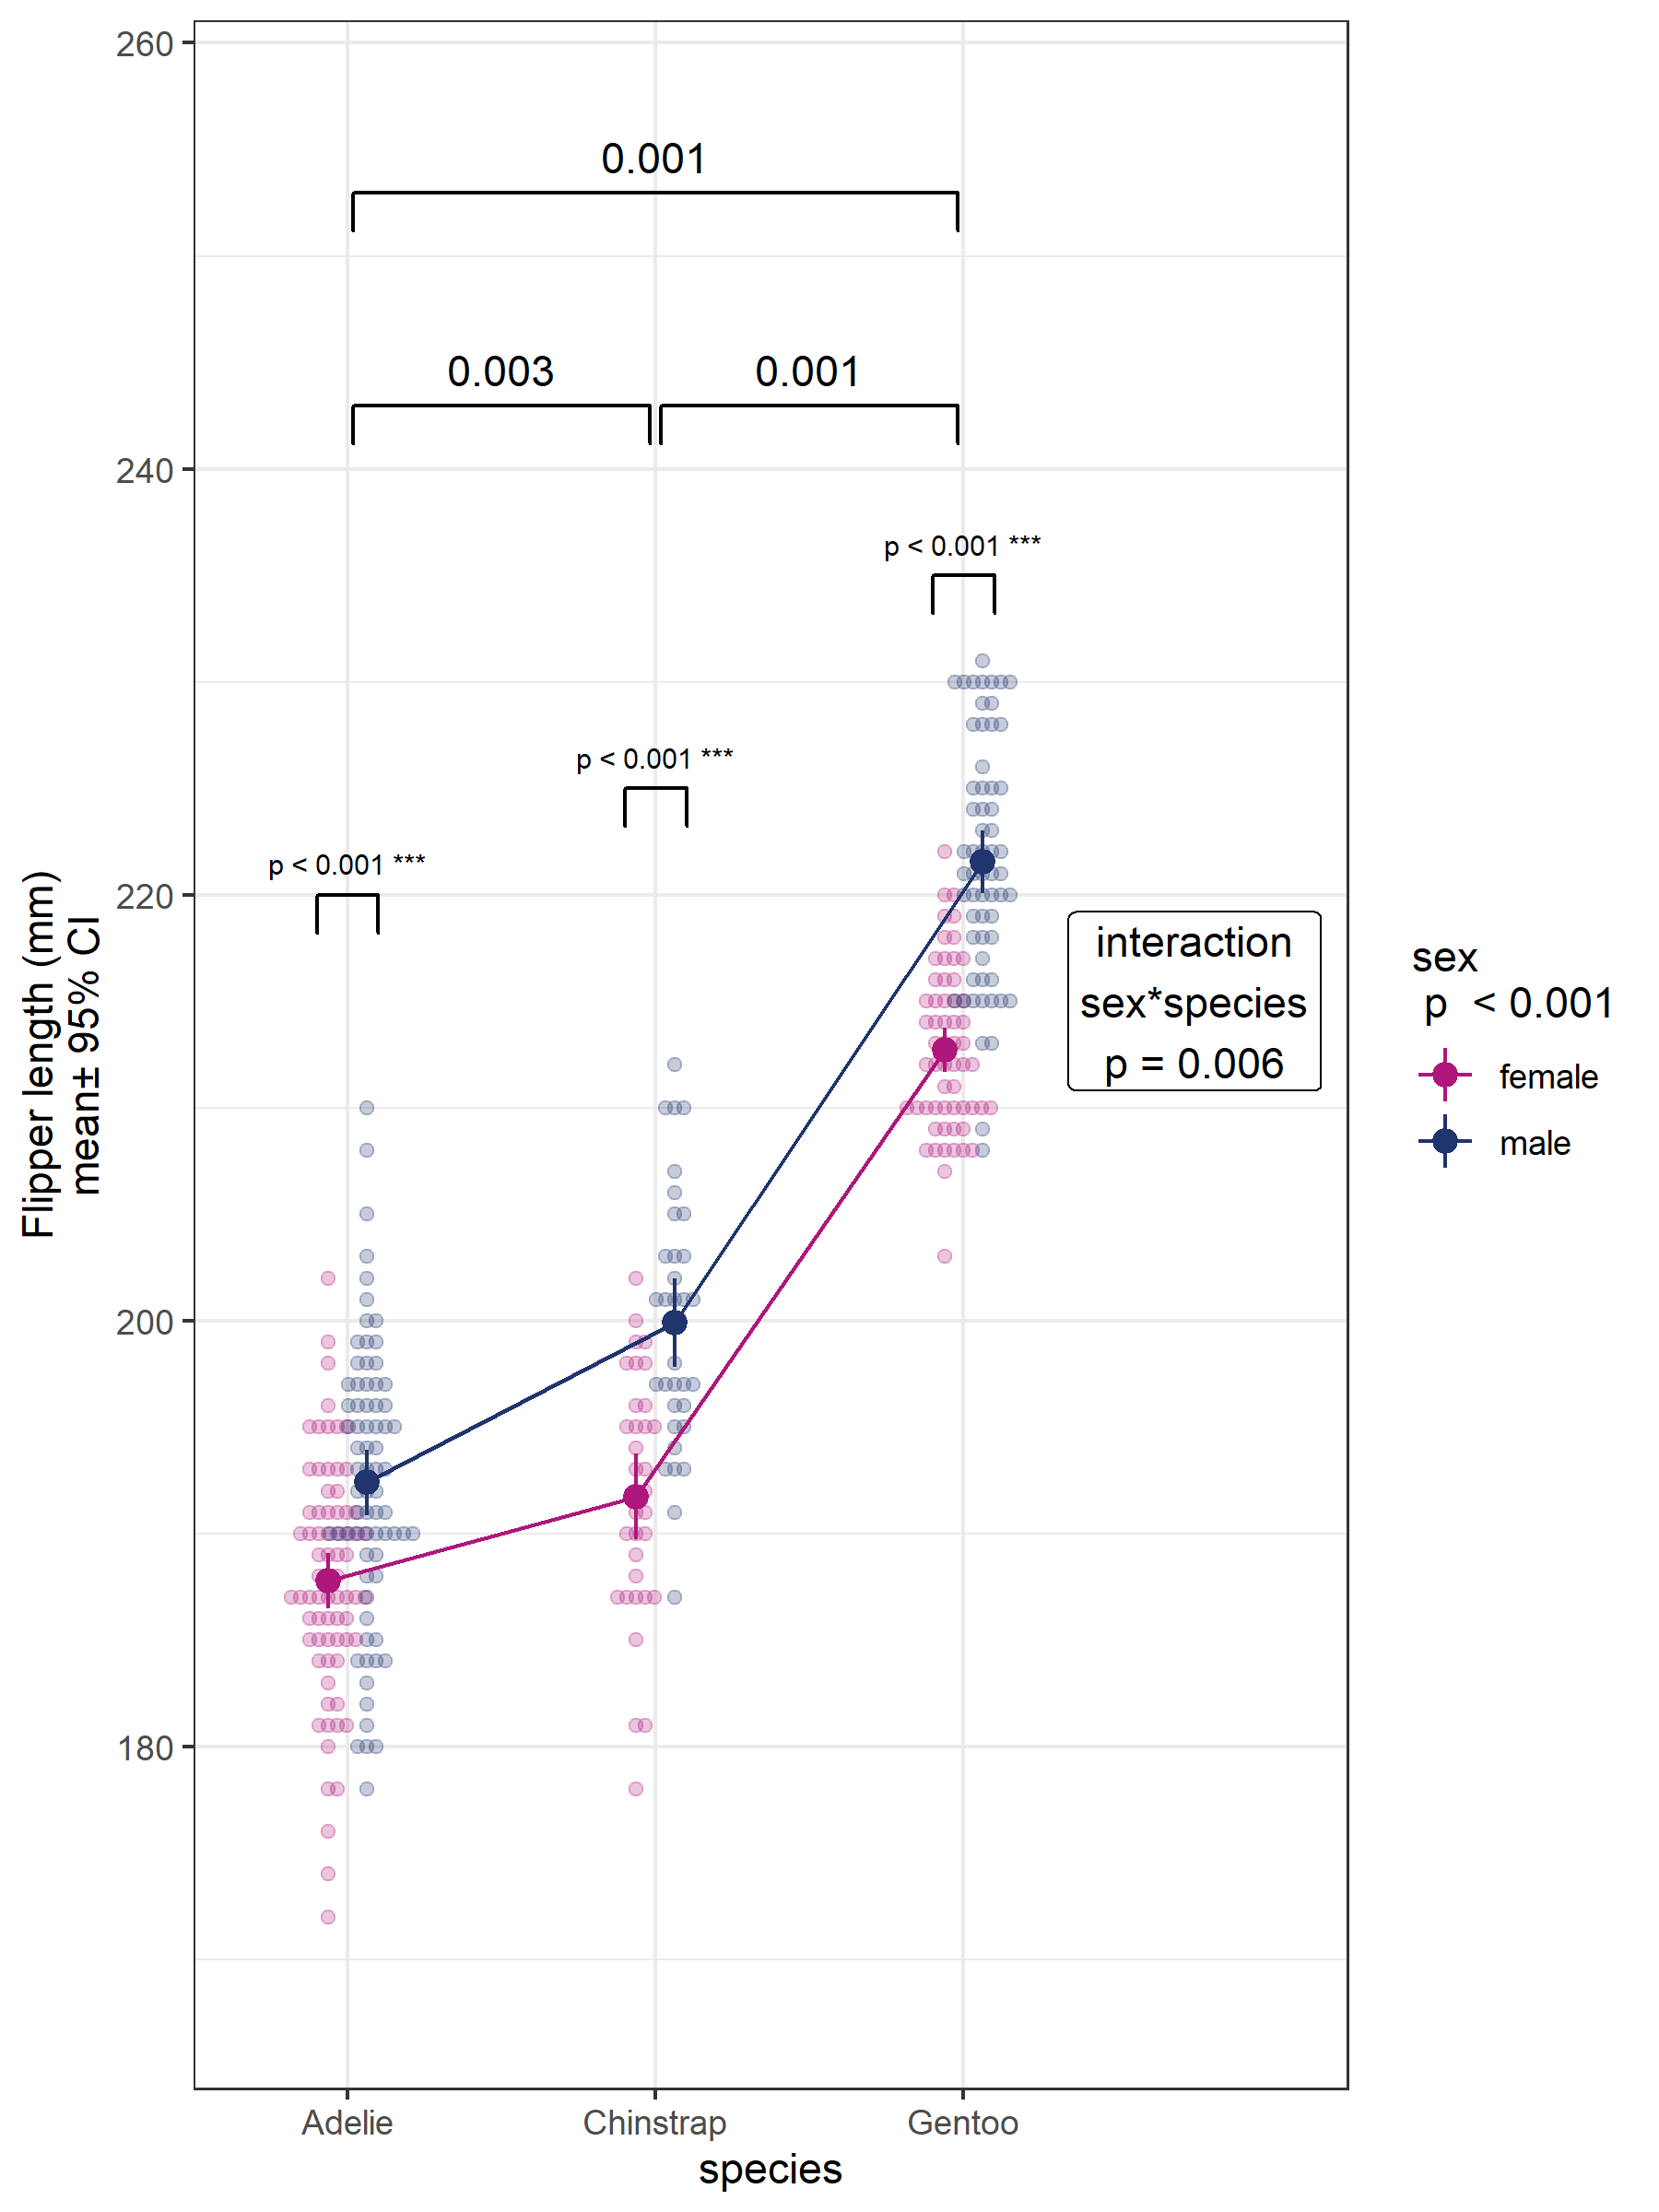 260
0.001
0.003
0.001
240
p < 0.001 ***
p < 0.001 ***
p < 0.001 ***
220
200
180
Flipper length (mm)
mean± 95% CI
interaction
sex*species
p = 0.006
sex
p  < 0.001
female
male
Adelie
Chinstrap
Gentoo
species